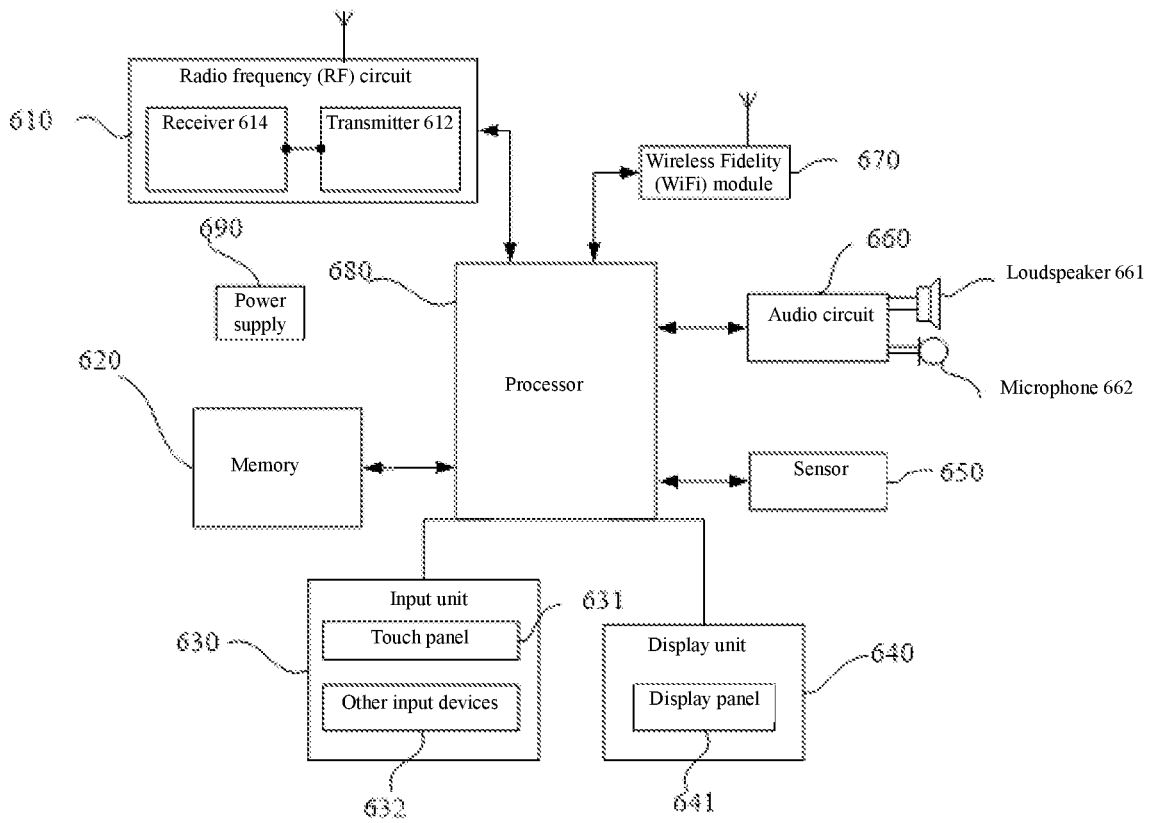 Radio frequency (RF) circuit
610
Receiver 614
Transmitter 612
Wireless Fidelity
(WiFi) module
670
690
Power
supply
680
Processor
660
Audio circuit
Loudspeaker 661
Microphone 662
620
Memory
Sensor
650
Input unit
631
Touch panel
630
Other input devices
632
Display unit
640
Display panel
641